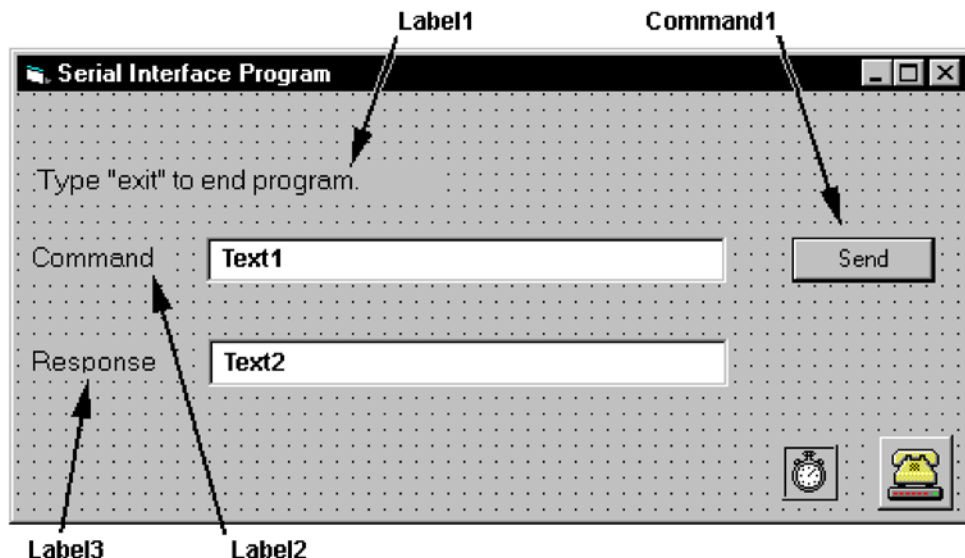 Label1 Command1
Serial Interface Program
Type "exit" to end program.
Command Text1 Send
Response Text2
Label3 Label2